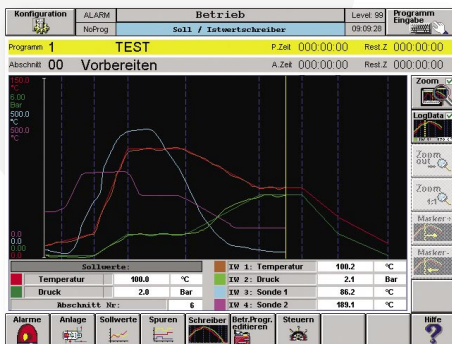 Konfiguration ALARM Betrieb Level: 99 Programm Eingabe
NoProg Soll / Istwertschreiber 09:09:28
Programm 1 TEST P.Zeit 000:00:00 Rest.Z 000:00:00
Abschnitt 00 Vorbereiten A.Zeit 000:00:00 Rest.Z 000:00:00
Zoom
150.0
°C
6.00
Bar
500.0
°C
500.0
°C
LogData
Zoom out
Zoom 1:1
Marker+
Marker-
0.0
0.0
0.00
Sollwerte: IW 1: Temperatur 100.2 °C
Temperatur 100.0 °C IW 2: Druck 2.1 Bar
Druck 2.0 Bar IW 3: Sonde 1 86.2 °C
Abschnitt Nr: 6 IW 4: Sonde 2 189.1 °C
Alarme Anlage Sollwerte Spuren Schreiber Betr.Progr. editieren Steuern Hilfe